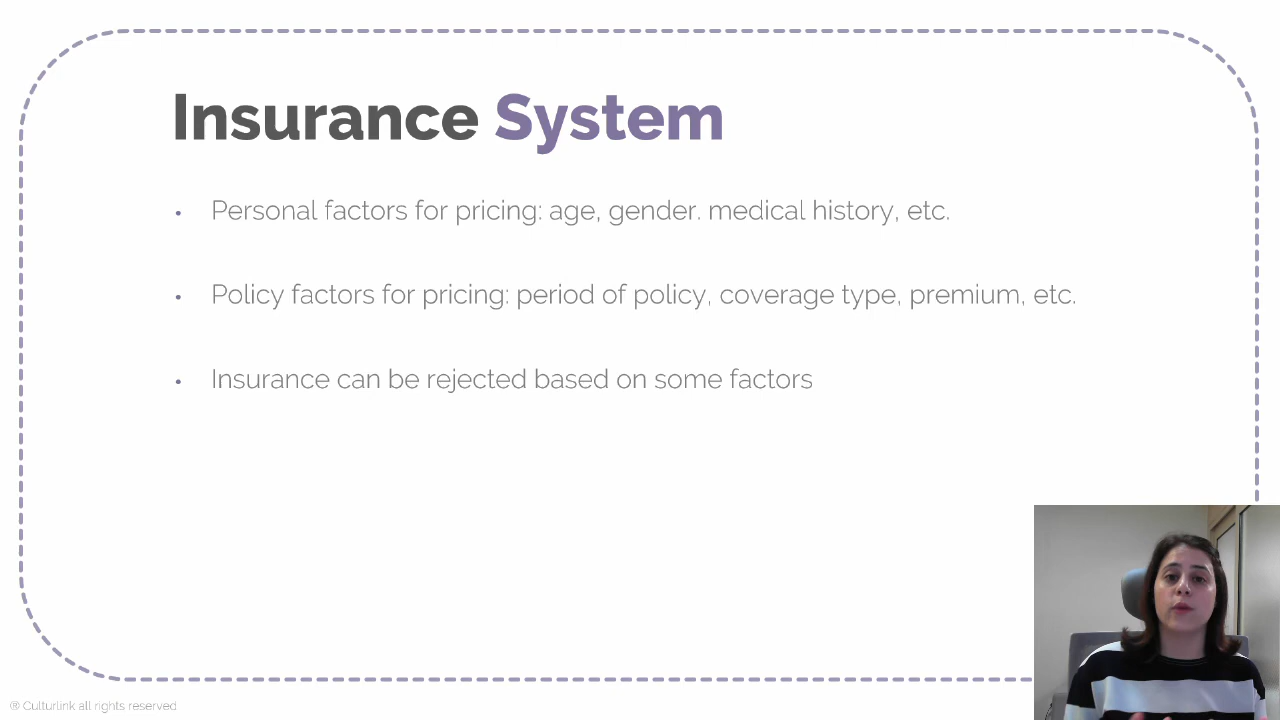 Insurance System
• Personal factors for pricing: age, gender. medical history, etc.
• Policy factors for pricing: period of policy, coverage type, premium, etc.
• Insurance can be rejected based on some factors
® Culturlink all rights reserved